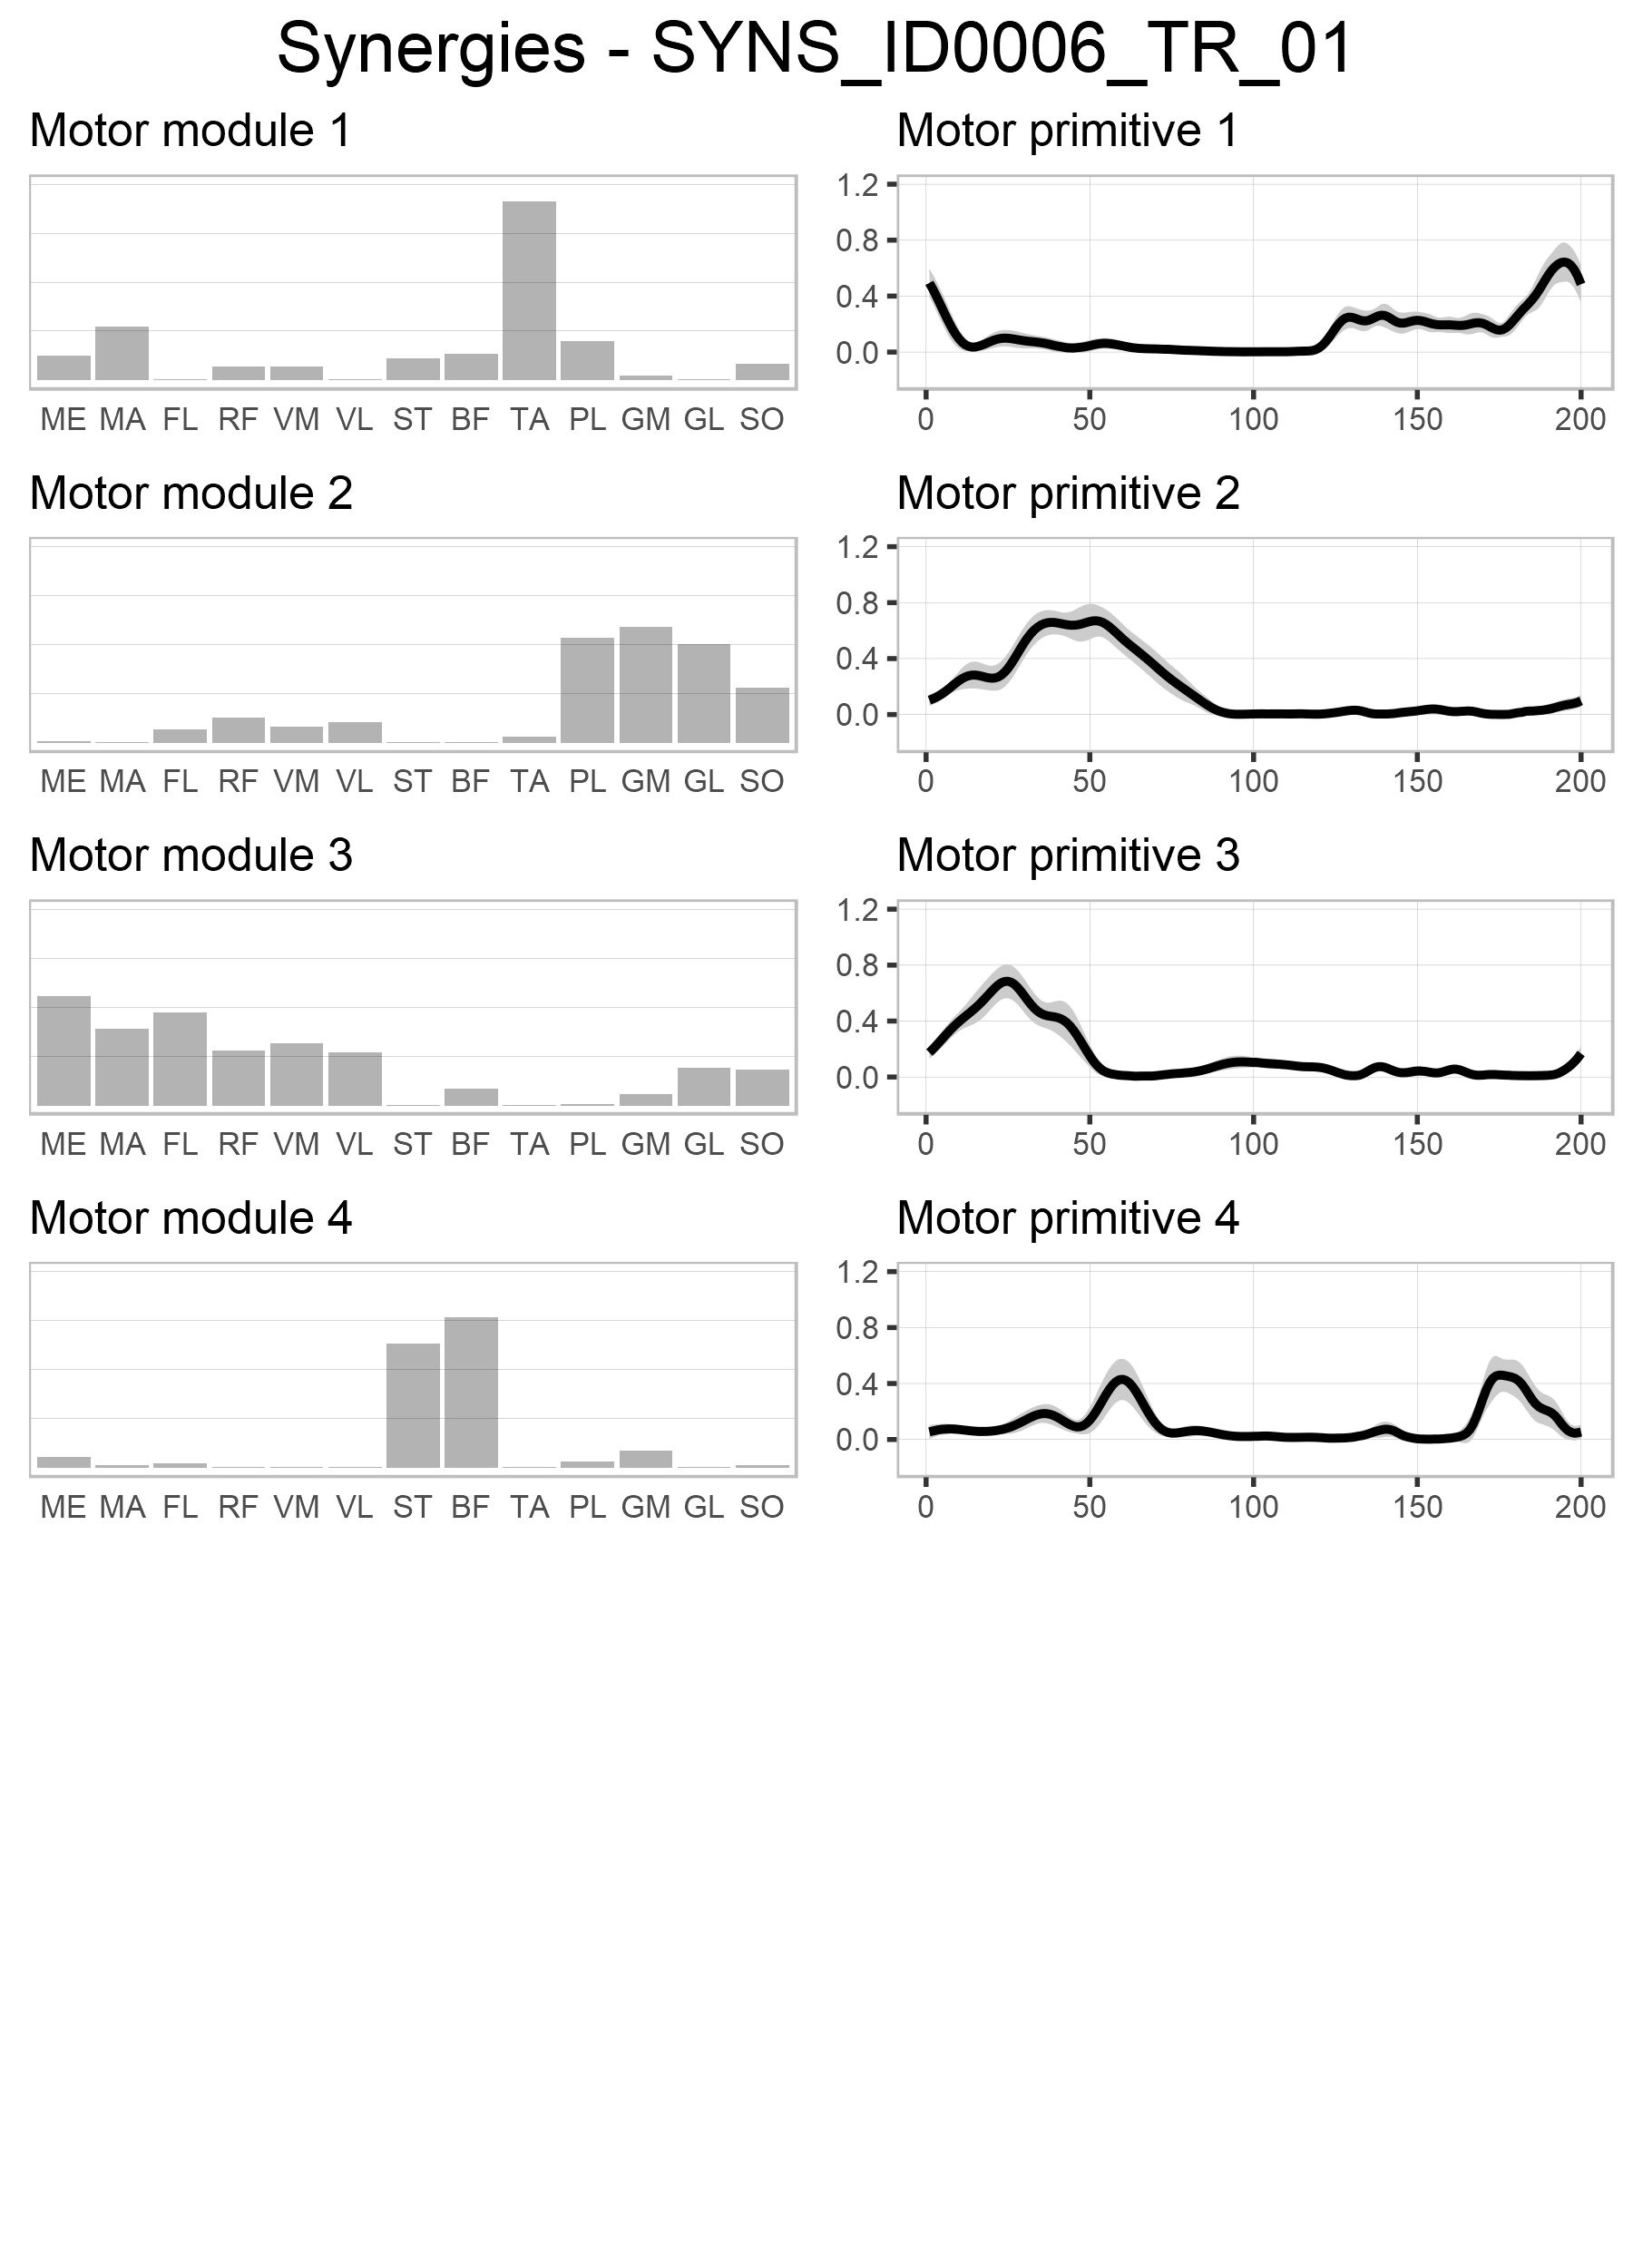 Synergies - SYNS_ID0006_TR_01
Motor module 1
Motor primitive 1
1.2
0.8
0.4
0.0
ME MA FL RF VM VL ST BF TA PL GM GL SO
0 50 100 150 200
Motor module 2
Motor primitive 2
1.2
0.8
0.4
0.0
ME MA FL RF VM VL ST BF TA PL GM GL SO
0 50 100 150 200
Motor module 3
Motor primitive 3
1.2
0.8
0.4
0.0
ME MA FL RF VM VL ST BF TA PL GM GL SO
0 50 100 150 200
Motor module 4
Motor primitive 4
1.2
0.8
0.4
0.0
ME MA FL RF VM VL ST BF TA PL GM GL SO
0 50 100 150 200